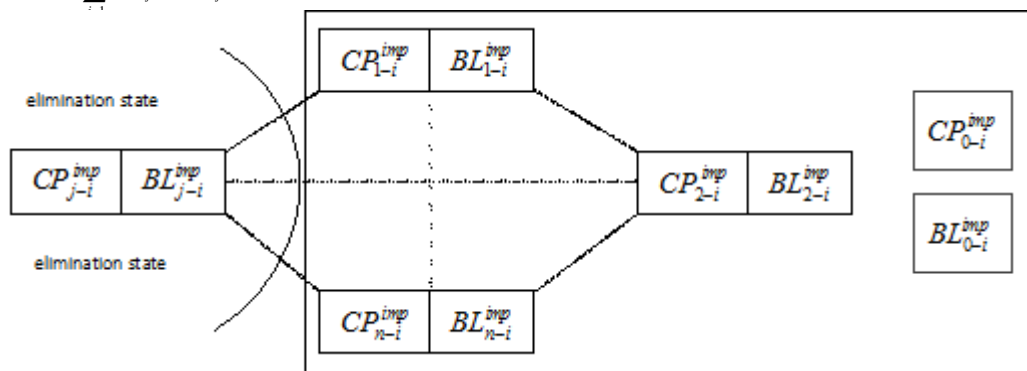 CP_{1-i}^{imp} BL_{1-i}^{imp}
elimination state
CP_{0-i}^{imp}
CP_{j-i}^{imp} BL_{j-i}^{imp}
CP_{2-i}^{imp} BL_{2-i}^{imp}
BL_{0-i}^{imp}
elimination state
CP_{n-i}^{imp} BL_{n-i}^{imp}